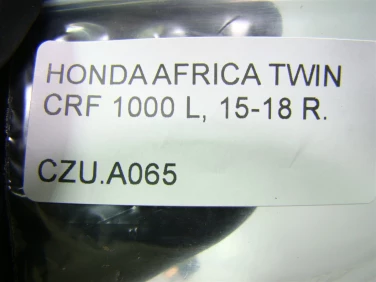 HONDA AFRICA TWIN
CRF 1000 L, 15-18 R.
CZU.A065